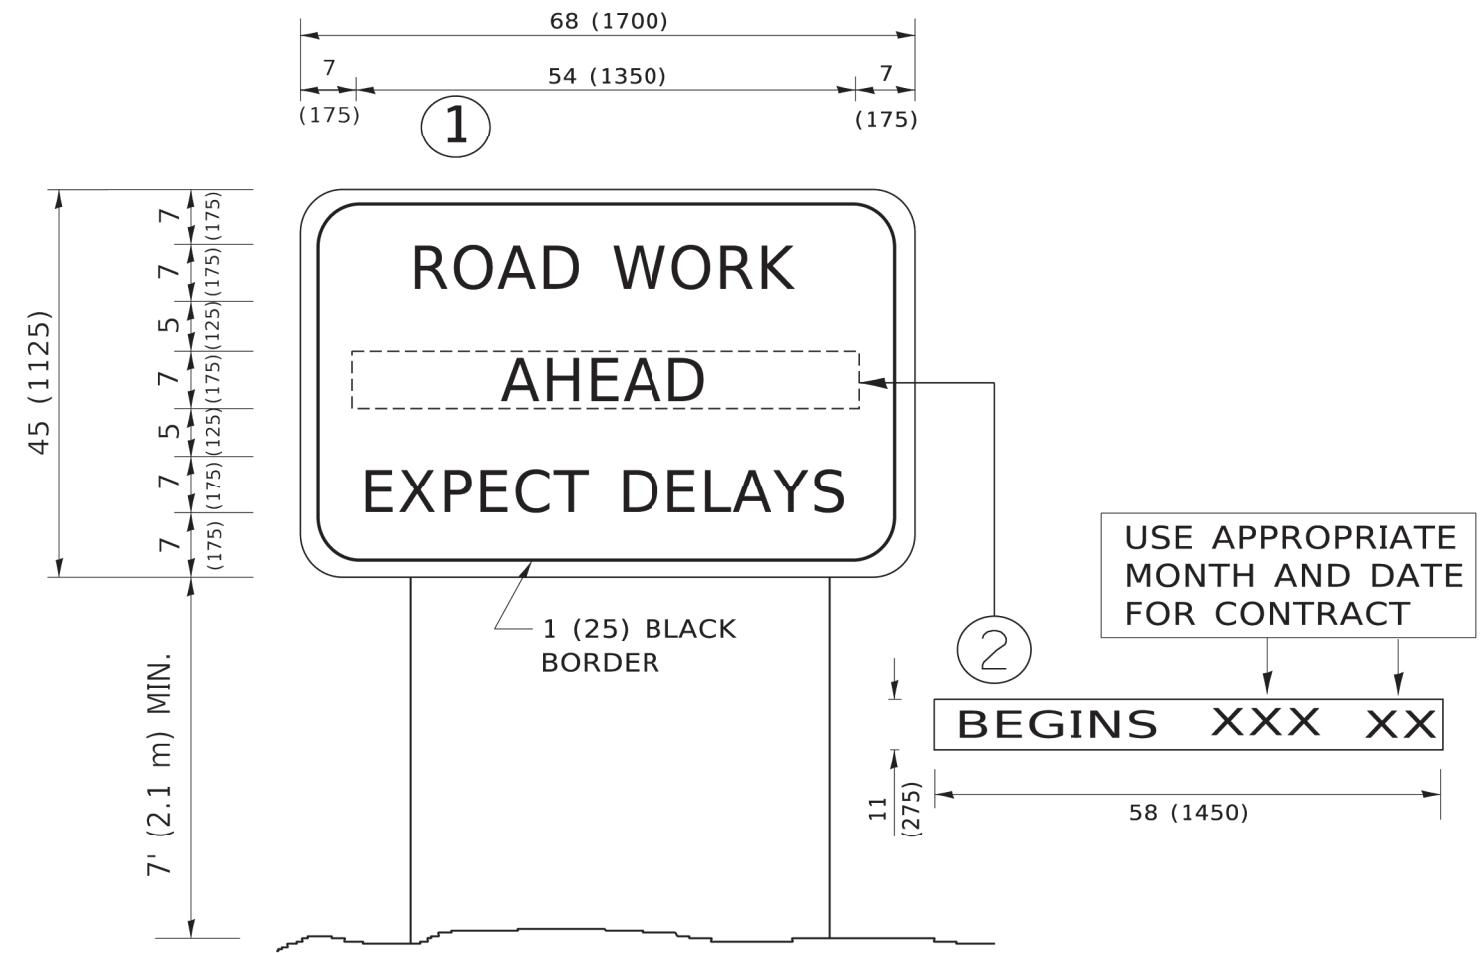 68 (1700)
7
54 (1350)
7
(175)
(175)
1
7
(175)
7
(175)
5
(125)
7
(175)
5
(125)
7
(175)
7
(175)
45 (1125)
ROAD WORK
AHEAD
EXPECT DELAYS
1 (25) BLACK
BORDER
7' (2.1 m) MIN.
USE APPROPRIATE
MONTH AND DATE
FOR CONTRACT
2
BEGINS XXX XX
11
(275)
58 (1450)